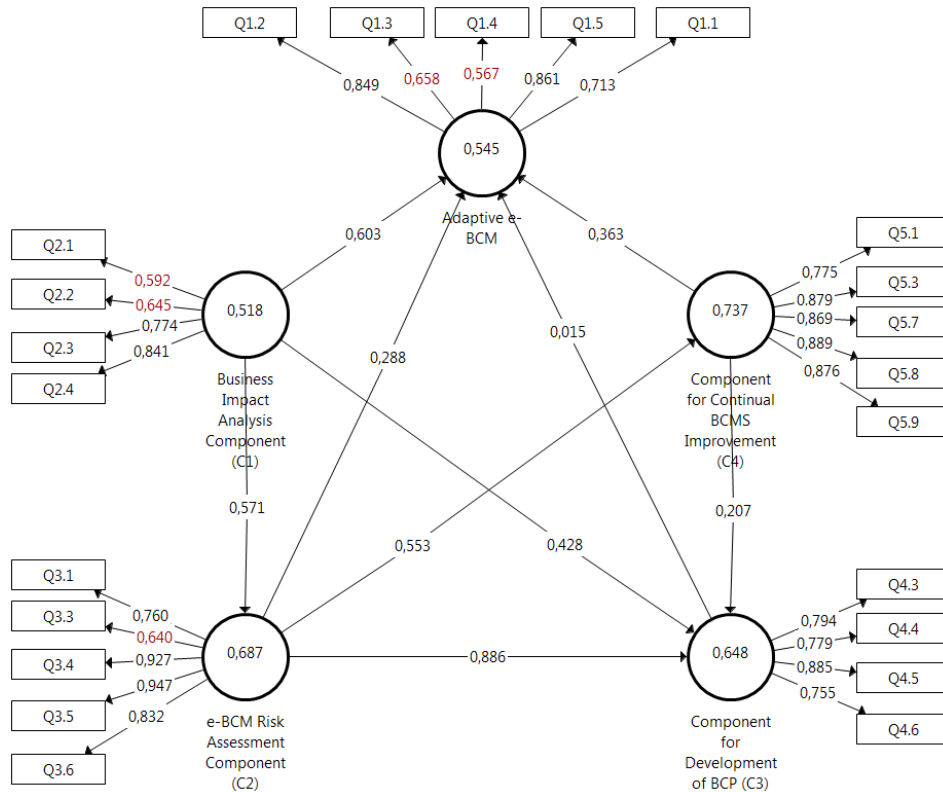 Q1.2
Q1.3
Q1.4
Q1.5
Q1.1
0,849
0,658
0,567
0,861
0,713
0,545
Adaptive e-
BCM
0,603
0,363
Q2.1
Q2.2
Q2.3
Q2.4
0,592
0,645
0,774
0,841
0,518
Business
Impact
Analysis
Component
(C1)
0,288
0,015
0,737
Component
for Continual
BCMS
Improvement
(C4)
0,775
0,879
0,869
0,889
0,876
Q5.1
Q5.3
Q5.7
Q5.8
Q5.9
0,571
0,553
0,428
0,207
Q3.1
Q3.3
Q3.4
Q3.5
Q3.6
0,760
0,640
0,927
0,947
0,832
0,687
e-BCM Risk
Assessment
Component
(C2)
0,886
0,648
Component
for
Development
of BCP (C3)
0,794
0,779
0,885
0,755
Q4.3
Q4.4
Q4.5
Q4.6